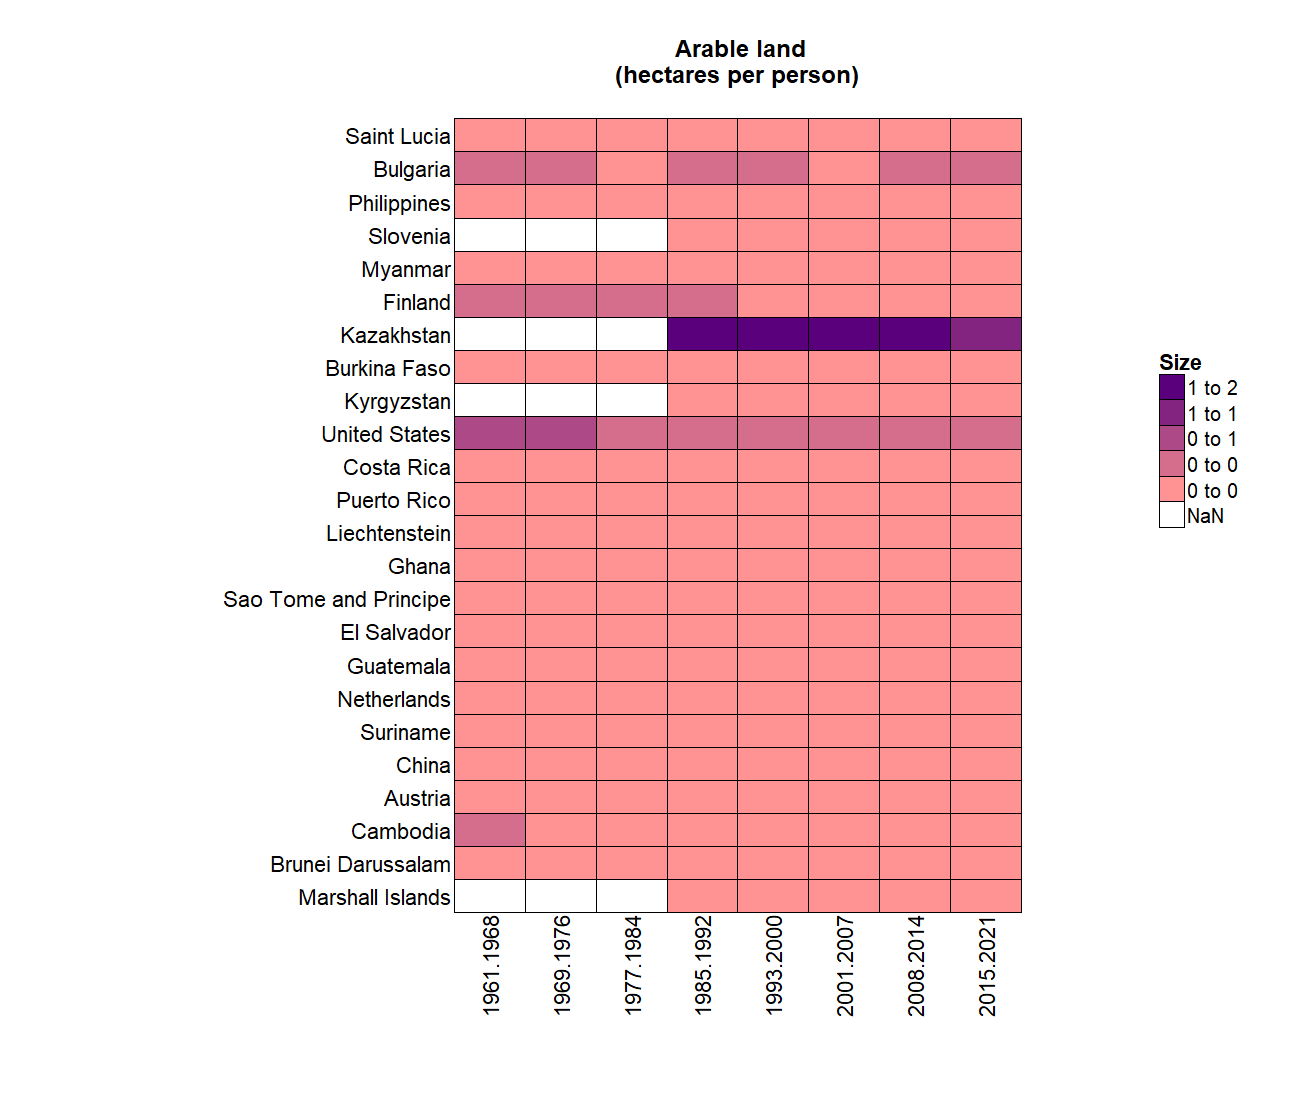 Arable land
(hectares per person)
Saint Lucia
Bulgaria
Philippines
Slovenia
Myanmar
Finland
Kazakhstan
Burkina Faso
Kyrgyzstan
United States
Costa Rica
Puerto Rico
Liechtenstein
Ghana
Sao Tome and Principe
El Salvador
Guatemala
Netherlands
Suriname
China
Austria
Cambodia
Brunei Darussalam
Marshall Islands
1961.1968
1969.1976
1977.1984
1985.1992
1993.2000
2001.2007
2008.2014
2015.2021
Size
1 to 2
1 to 1
0 to 1
0 to 0
0 to 0
NaN